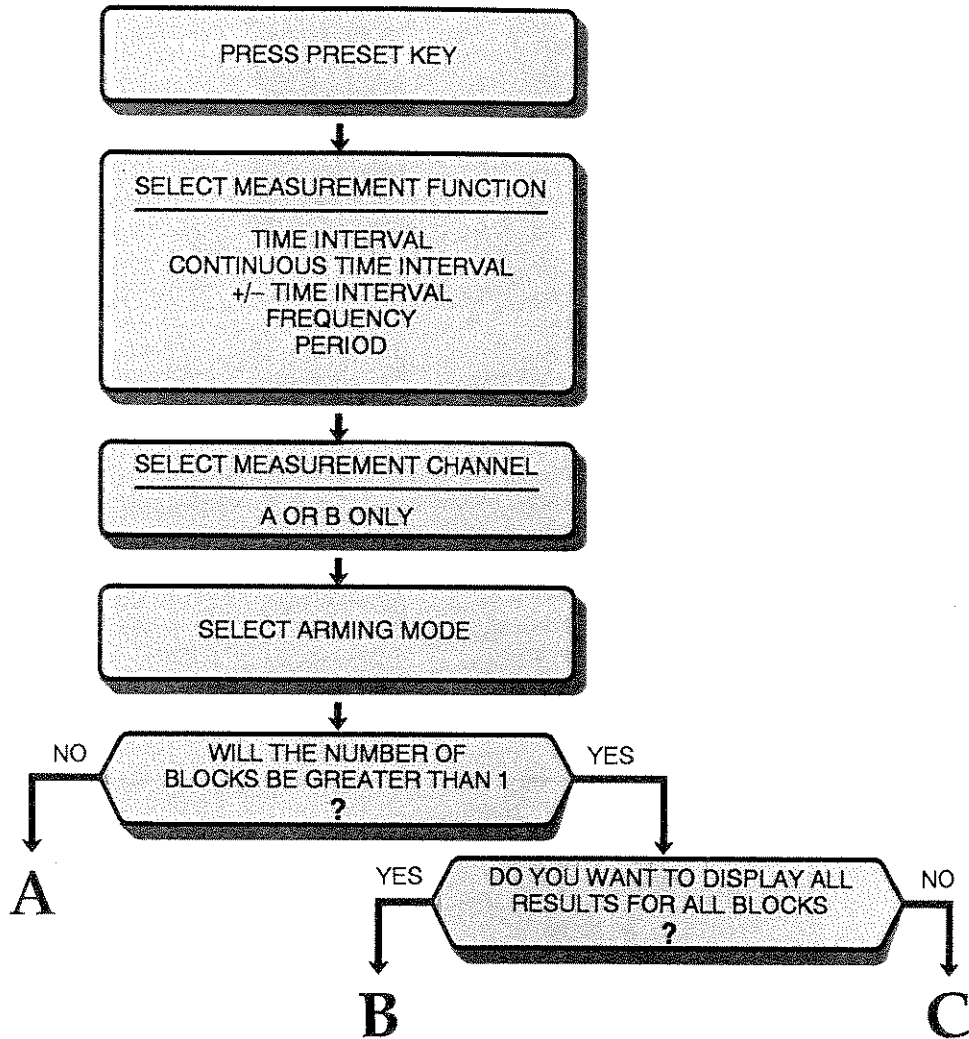 PRESS PRESET KEY
SELECT MEASUREMENT FUNCTION
TIME INTERVAL
CONTINUOUS TIME INTERVAL
+/– TIME INTERVAL
FREQUENCY
PERIOD
SELECT MEASUREMENT CHANNEL
A OR B ONLY
SELECT ARMING MODE
NO
WILL THE NUMBER OF
BLOCKS BE GREATER THAN 1
?
YES
A
YES
DO YOU WANT TO DISPLAY ALL
RESULTS FOR ALL BLOCKS
?
NO
B
C